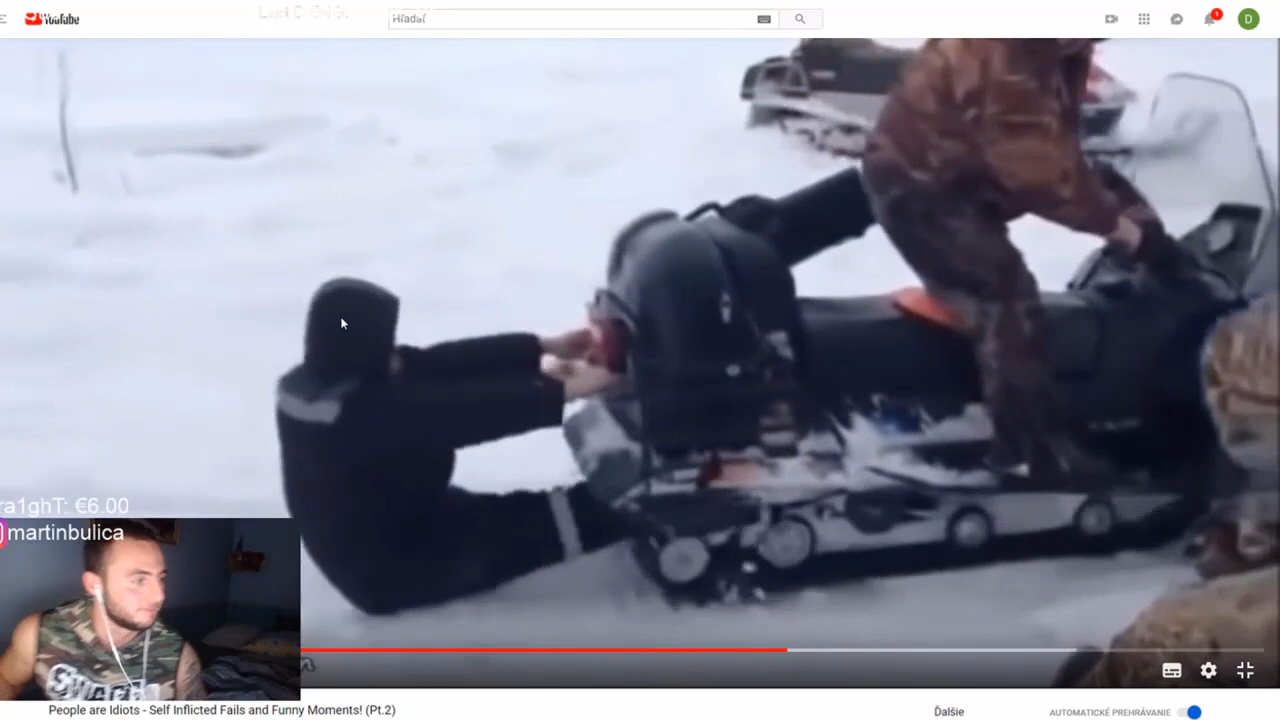 YouTube
Hľadať
1
D
ra1ghT: €6.00
martinbulica
People are Idiots - Self Inflicted Fails and Funny Moments! (Pt.2)
Ďalšie
AUTOMATICKÉ PREHRÁVANIE